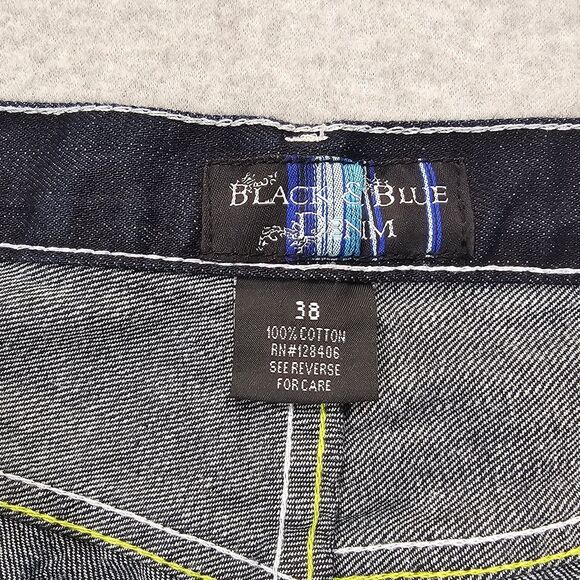 BLACK & BLUE
DENIM
38
100% COTTON
RN#128406
SEE REVERSE
FOR CARE